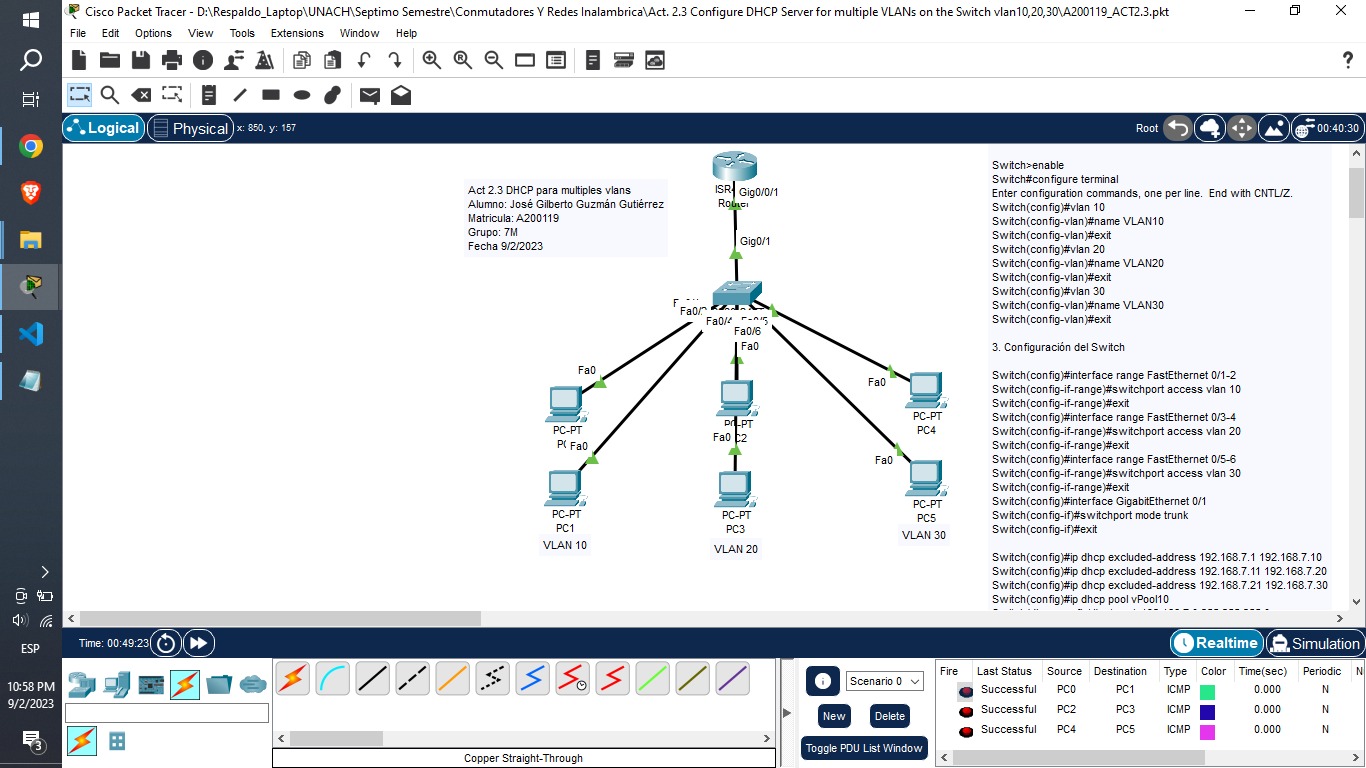 Cisco Packet Tracer - D:\Respaldo_Laptop\UNACH\Septimo Semestre\Conmutadores Y Redes Inalambrica\Act. 2.3 Configure DHCP Server for multiple VLANs on the Switch vlan10,20,30\A200119_ACT2.3.pkt
File Edit Options View Tools Extensions Window Help
Logical Physical x: 850, y: 157
Root 00:40:30
Act 2.3 DHCP para multiples vlans
Alumno: José Gilberto Guzmán Gutiérrez
Matricula: A200119
Grupo: 7M
Fecha 9/2/2023
Gig0/0/1
Router
Gig0/1
Fa0/4
Fa0/6
Fa0
Fa0
PC-PT
Fa0
PC-PT
PC1
VLAN 10
Fa0
PC-PT
PC3
VLAN 20
Fa0
PC-PT
PC4
Fa0
PC-PT
PC5
VLAN 30
Switch>enable
Switch#configure terminal
Enter configuration commands, one per line. End with CNTL/Z.
Switch(config)#vlan 10
Switch(config-vlan)#name VLAN10
Switch(config-vlan)#exit
Switch(config)#vlan 20
Switch(config-vlan)#name VLAN20
Switch(config-vlan)#exit
Switch(config)#vlan 30
Switch(config-vlan)#name VLAN30
Switch(config-vlan)#exit
3. Configuración del Switch
Switch(config)#interface range FastEthernet 0/1-2
Switch(config-if-range)#switchport access vlan 10
Switch(config-if-range)#exit
Switch(config)#interface range FastEthernet 0/3-4
Switch(config-if-range)#switchport access vlan 20
Switch(config-if-range)#exit
Switch(config)#interface range FastEthernet 0/5-6
Switch(config-if-range)#switchport access vlan 30
Switch(config-if-range)#exit
Switch(config)#interface GigabitEthernet 0/1
Switch(config-if)#switchport mode trunk
Switch(config-if)#exit
Switch(config)#ip dhcp excluded-address 192.168.7.1 192.168.7.10
Switch(config)#ip dhcp excluded-address 192.168.7.11 192.168.7.20
Switch(config)#ip dhcp excluded-address 192.168.7.21 192.168.7.30
Switch(config)#ip dhcp pool vPool10
Time: 00:49:23
Realtime Simulation
ESP
10:58 PM
9/2/2023
3
Copper Straight-Through
Scenario 0
New Delete
Toggle PDU List Window
Fire Last Status Source Destination Type Color Time(sec) Periodic N
Successful PC0 PC1 ICMP 0.000 N
Successful PC2 PC3 ICMP 0.000 N
Successful PC4 PC5 ICMP 0.000 N